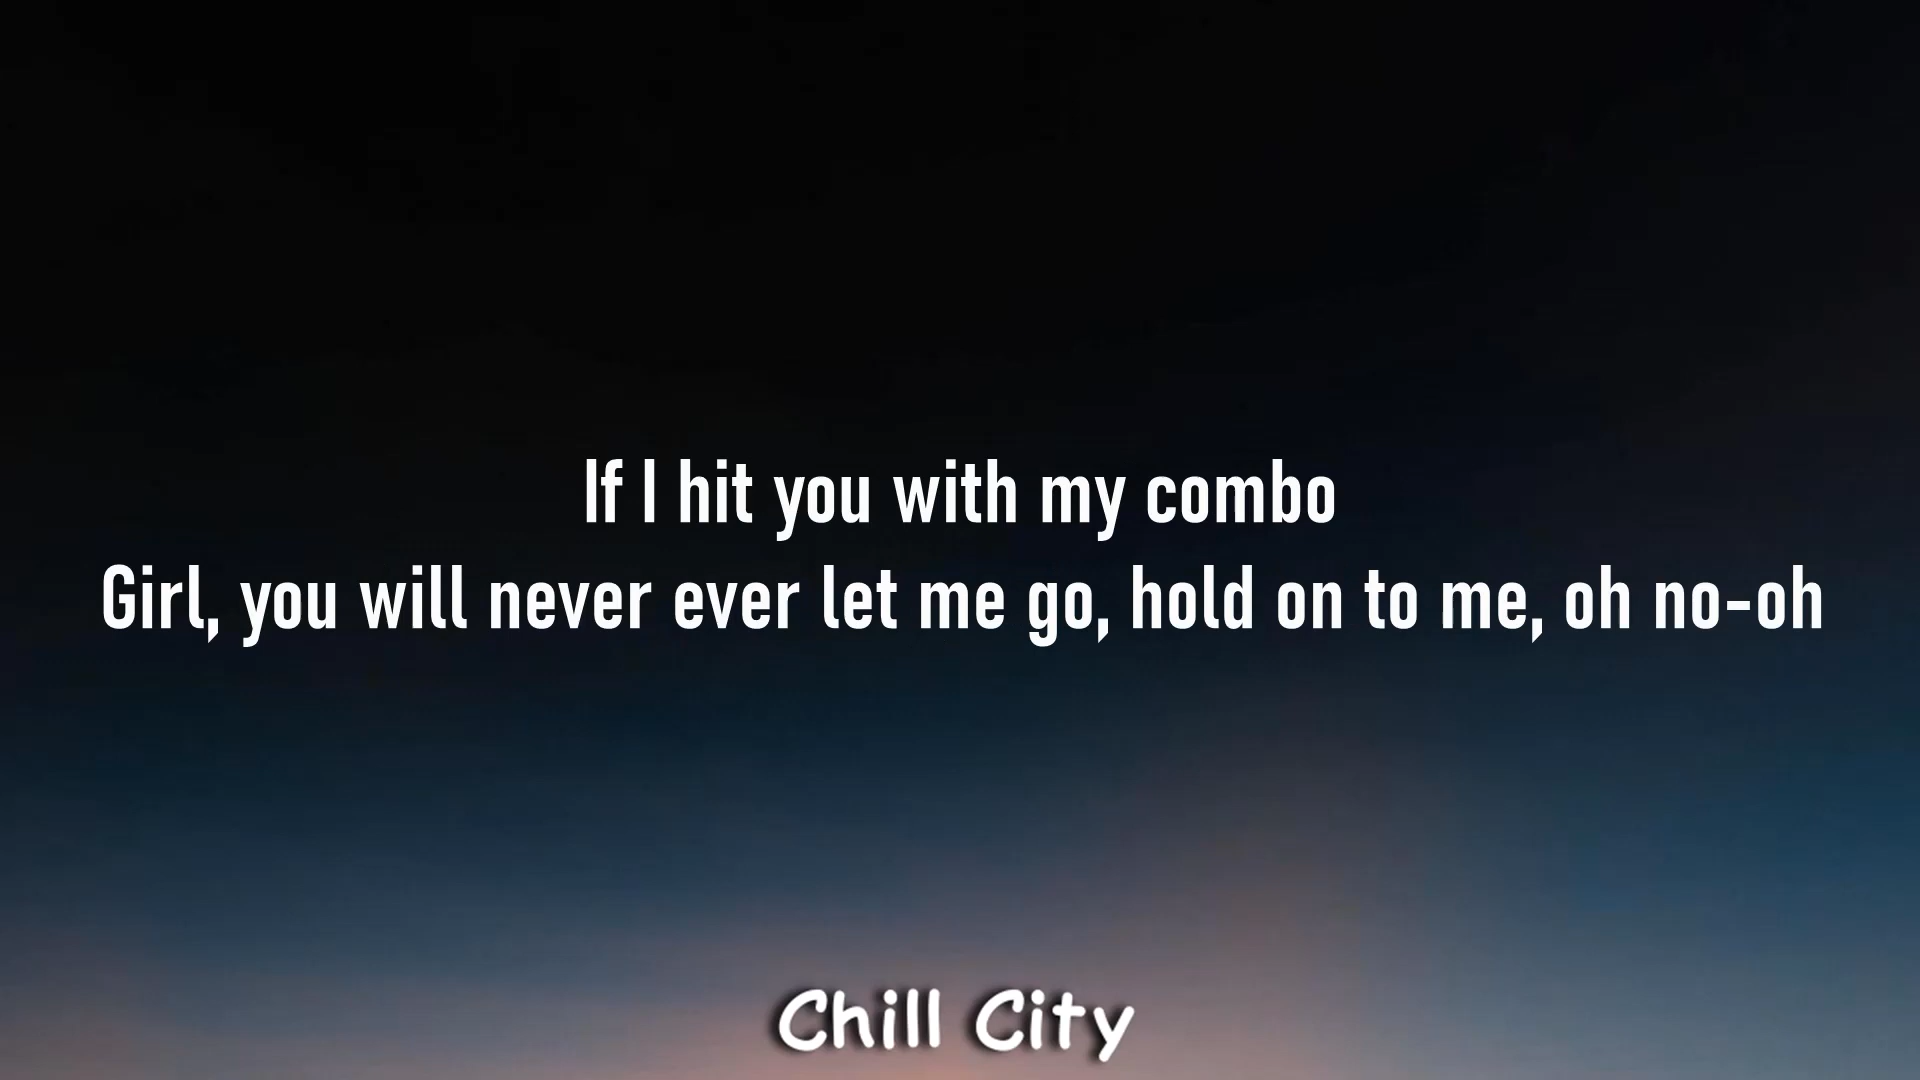 If I hit you with my combo
Girl, you will never ever let me go, hold on to me, oh no-oh
Chill City